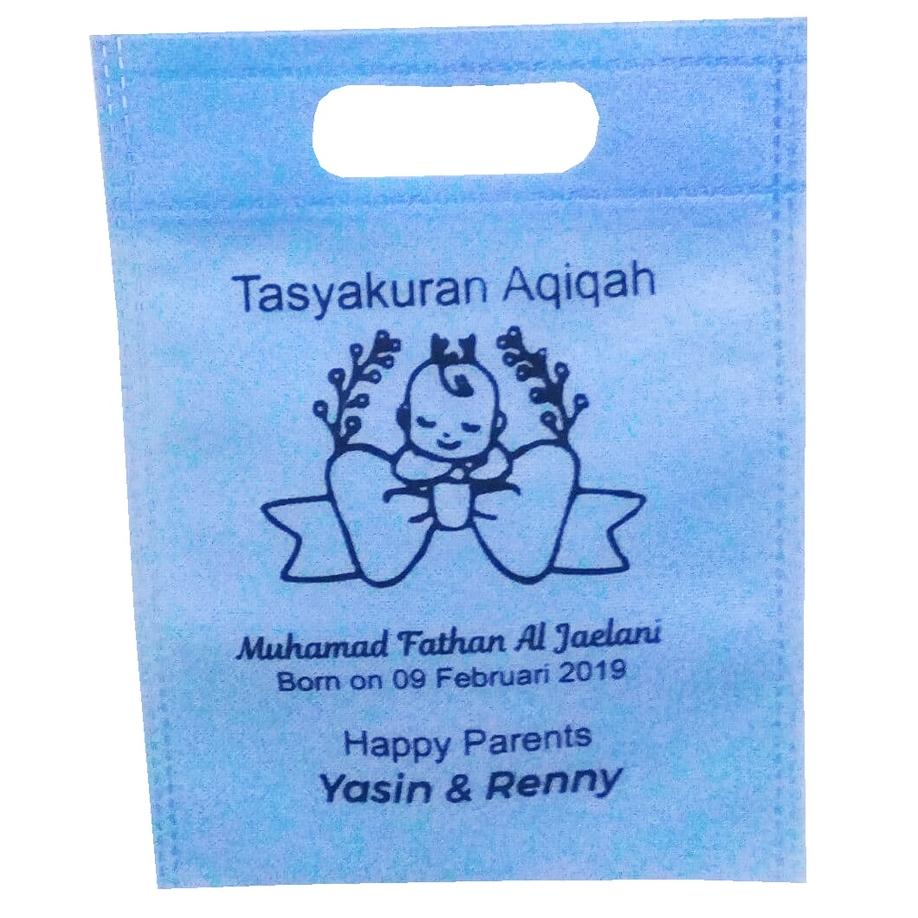 Tasyakuran Aqiqah
Muhamad Fathan Al Jaelani
Born on 09 Februari 2019
Happy Parents
Yasin & Renny